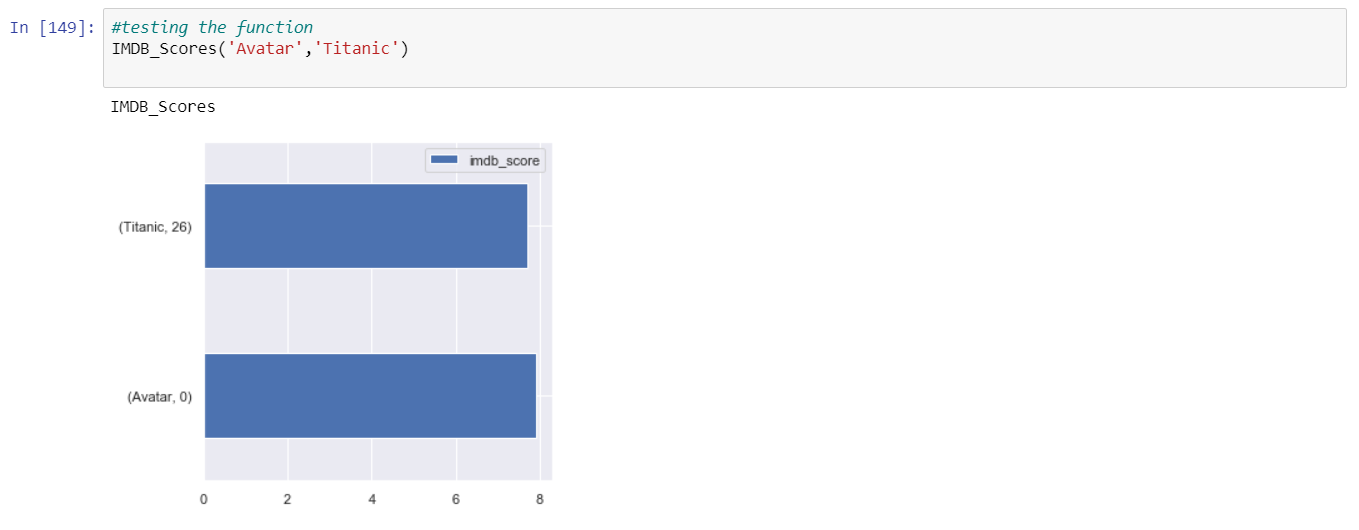 In [149]: #testing the function
IMDB_Scores('Avatar','Titanic')
IMDB_Scores
imdb_score
(Titanic, 26)
(Avatar, 0)
0 2 4 6 8